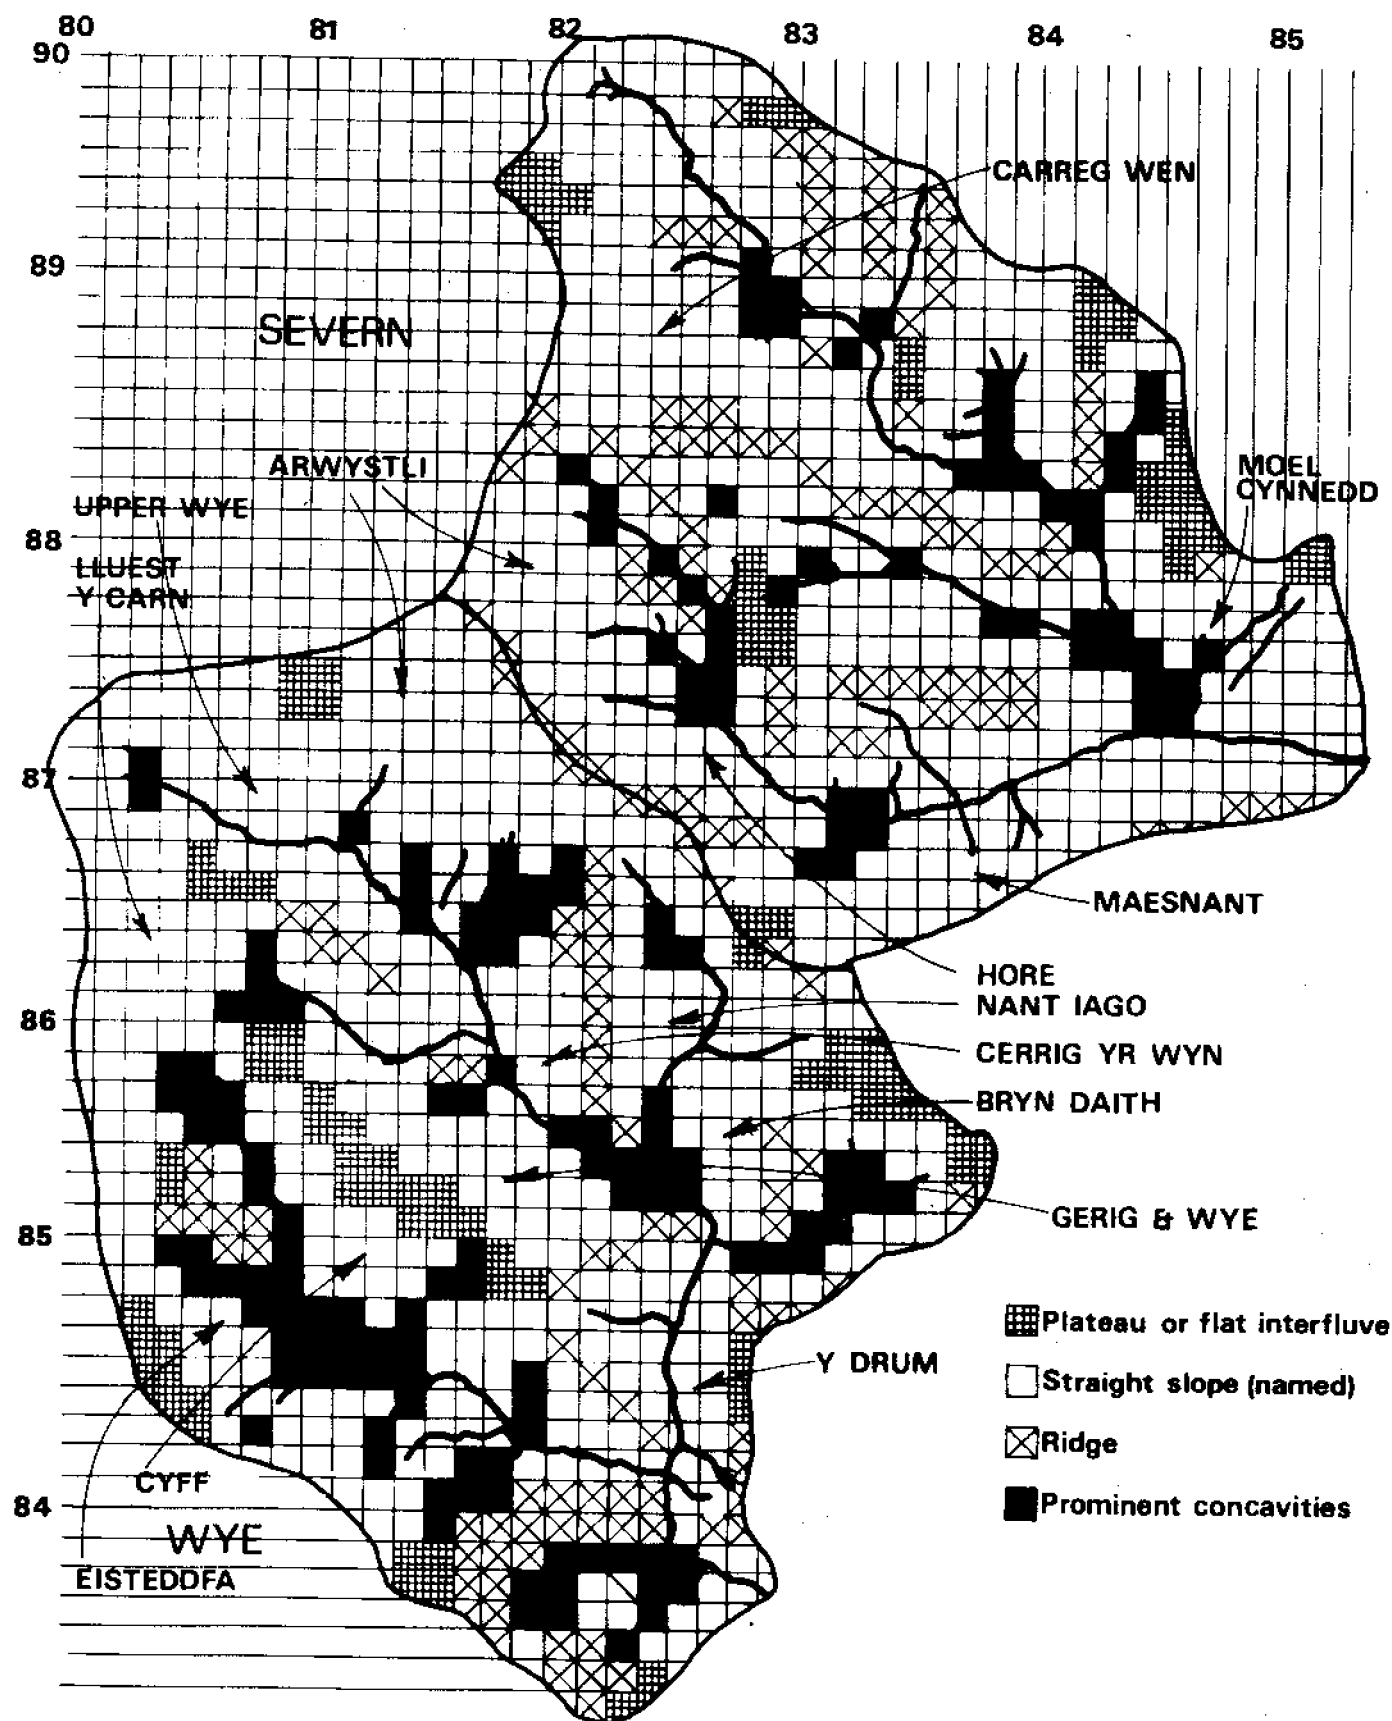 80 81 82 83 84 85
90
CARREG WEN
89
SEVERN
ARWYSTLI
MOEL
CYNNEDD
UPPER WYE
88
LLUEST
Y CARN
87
MAESNANT
HORE
NANT IAGO
86
CERRIG YR WYN
BRYN DAITH
GERIG & WYE
85
Plateau or flat interfluve
Y DRUM
Straight slope (named)
Ridge
CYFF
84
Prominent concavities
WYE
EISTEDDFA